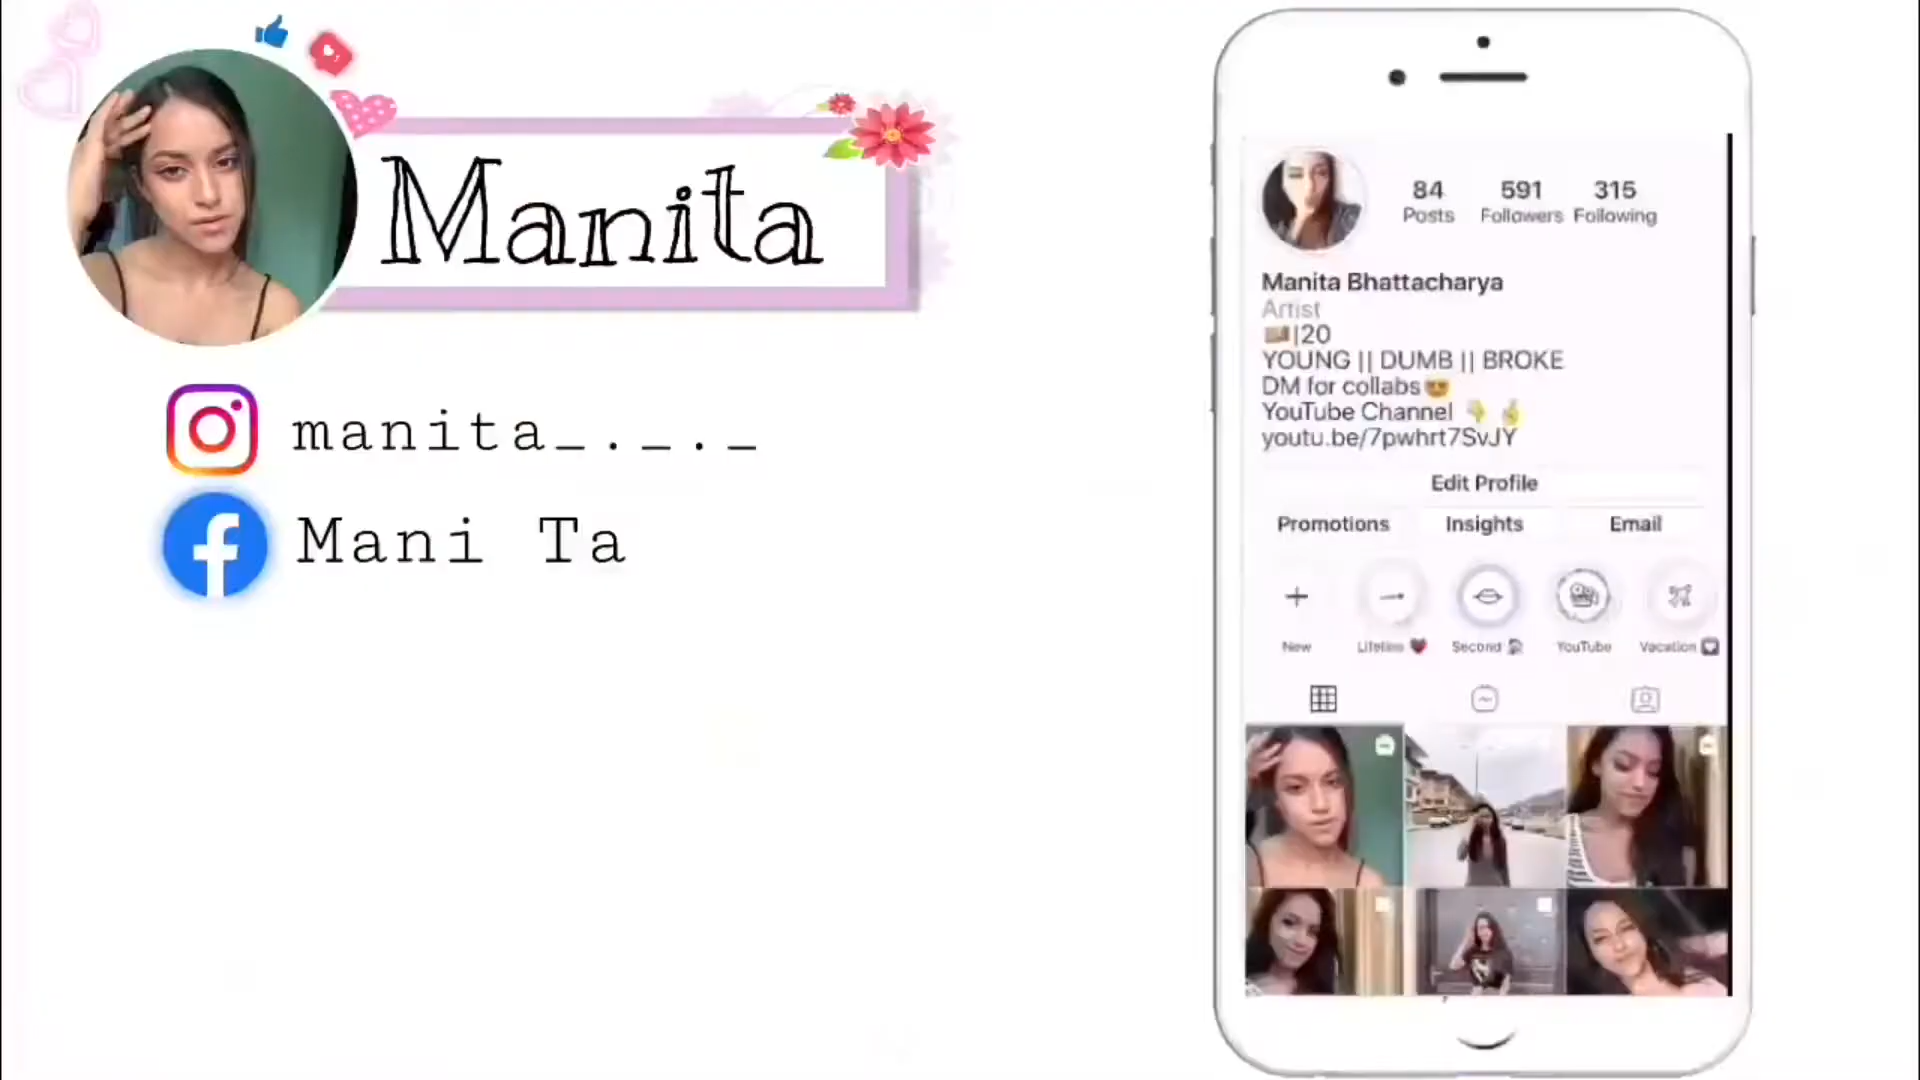 Manita
manita_._._
Mani Ta
84 591 315
Posts Followers Following
Manita Bhattacharya
Artist
|20
YOUNG || DUMB || BROKE
DM for collabs🤓
YouTube Channel 👇 ☝
youtu.be/7pwhrt7SvJY
Edit Profile
Promotions Insights Email
New Lifeline ❤ Second YouTube Vacation